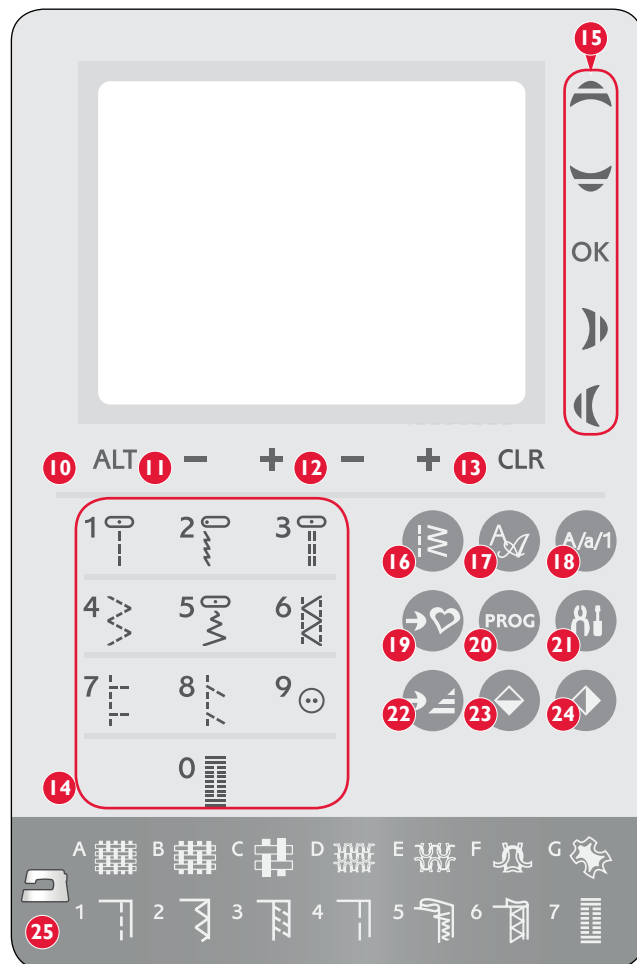 15
OK
10 ALT 11 − + 12 − + 13 CLR
1 2 3
16 17 A 18 A/a/1
4 5 6
19 20 PROG 21
7 8 9
22 23 24
0
14
A B C D E F G
25 1 2 3 4 5 6 7